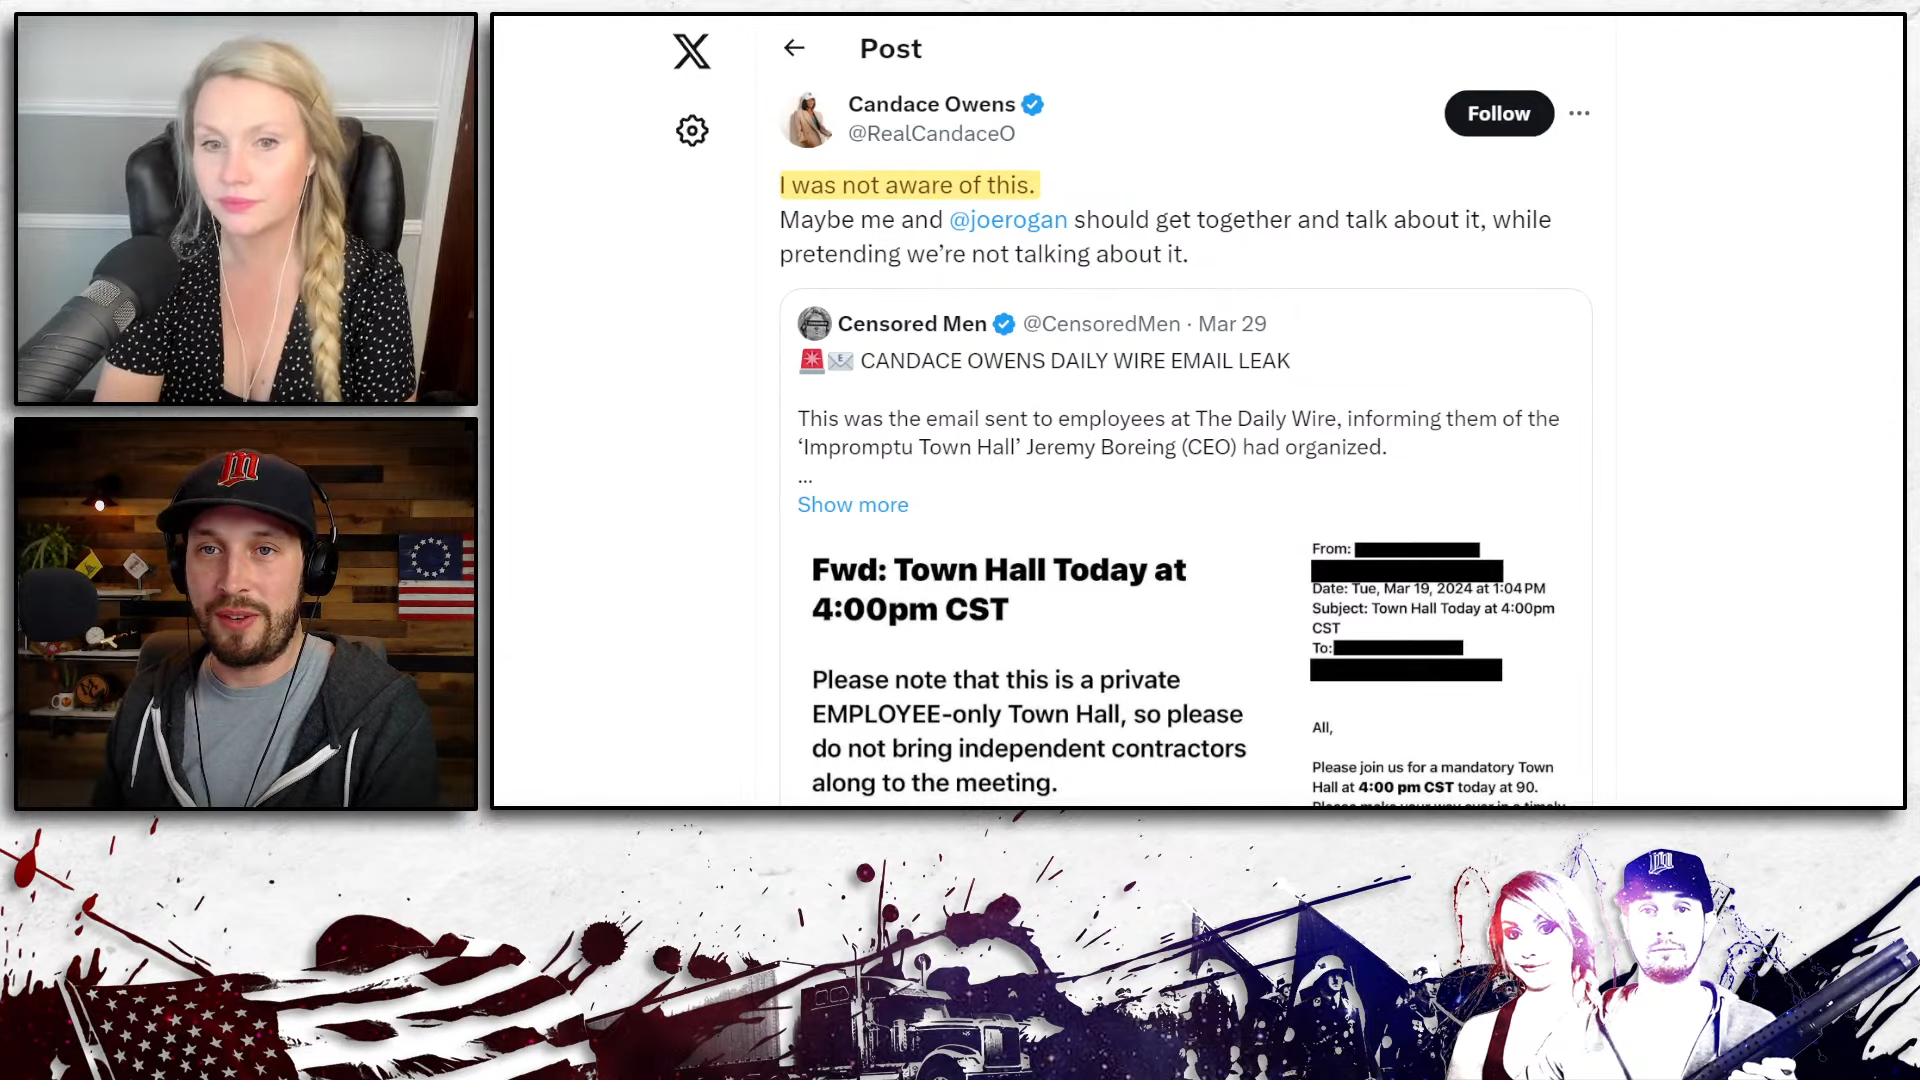 Post
Candace Owens
@RealCandaceO
Follow
I was not aware of this.
Maybe me and @joerogan should get together and talk about it, while
pretending we’re not talking about it.
Censored Men @CensoredMen · Mar 29
CANDACE OWENS DAILY WIRE EMAIL LEAK
This was the email sent to employees at The Daily Wire, informing them of the
‘Impromptu Town Hall’ Jeremy Boreing (CEO) had organized.
...
Show more
Fwd: Town Hall Today at
4:00pm CST
Please note that this is a private
EMPLOYEE-only Town Hall, so please
do not bring independent contractors
along to the meeting.
From:
Date: Tue, Mar 19, 2024 at 1:04 PM
Subject: Town Hall Today at 4:00pm
CST
To:
All,
Please join us for a mandatory Town
Hall at 4:00 pm CST today at 90.